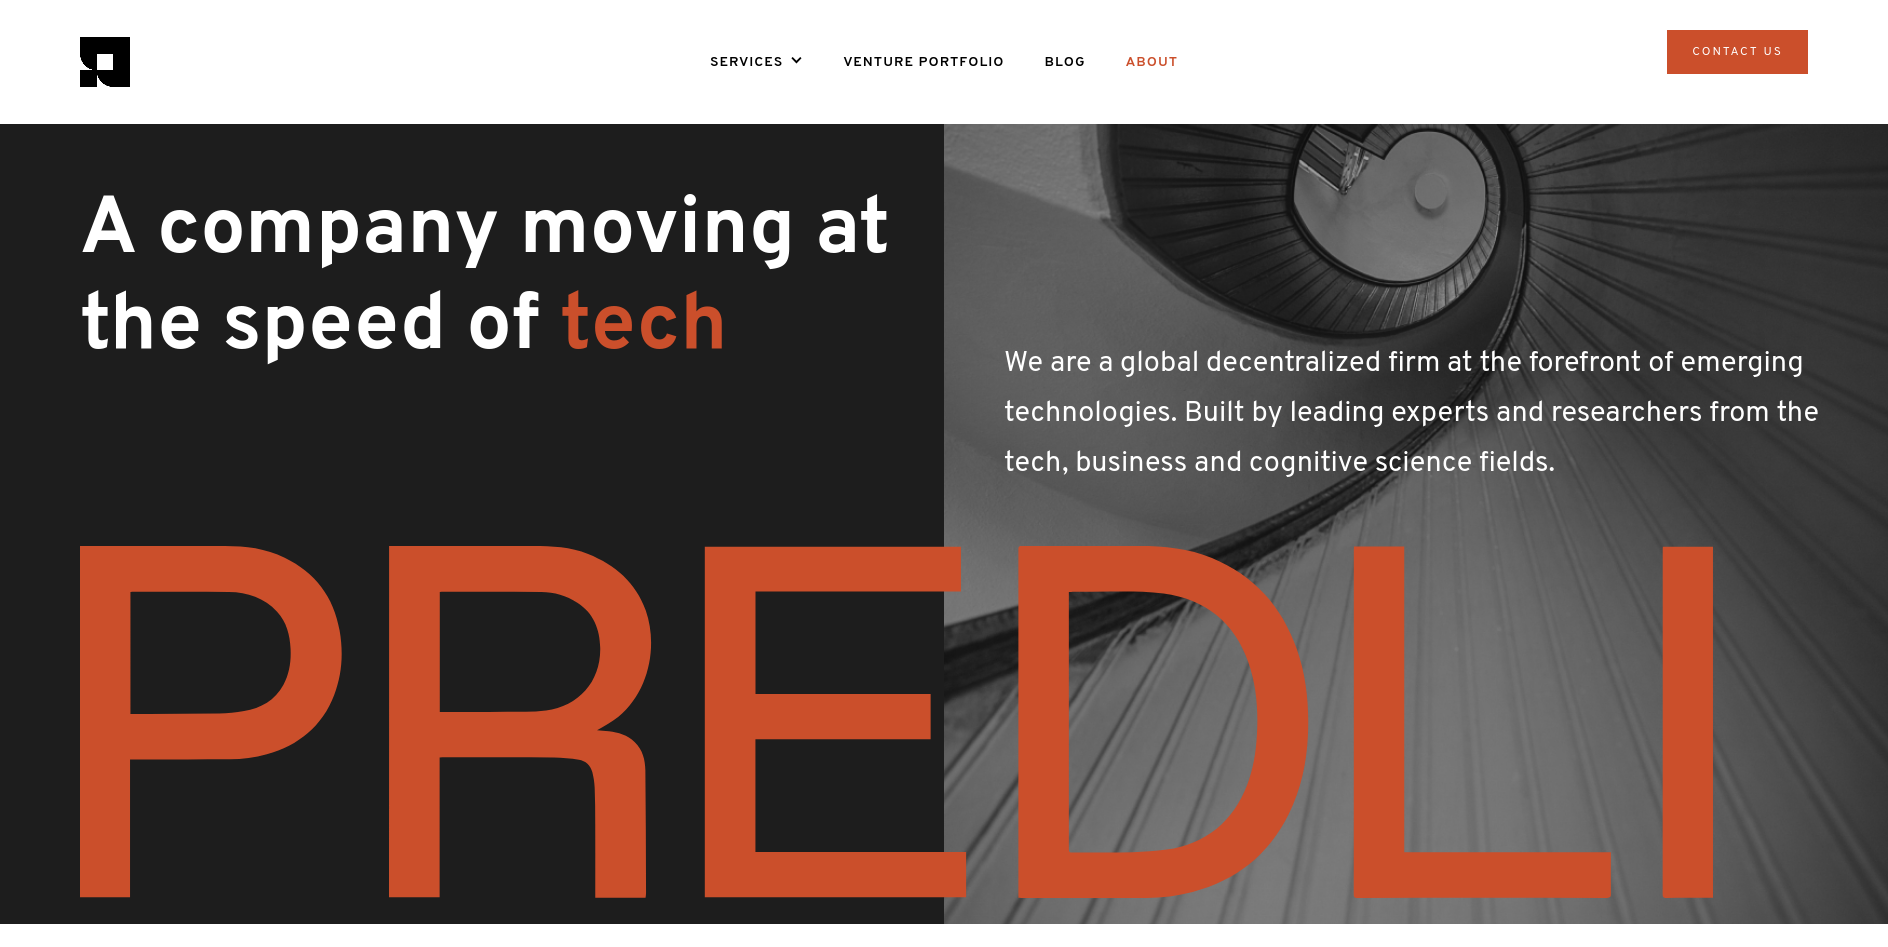 SERVICES
VENTURE PORTFOLIO
BLOG
ABOUT
CONTACT US
A company moving at
the speed of tech
We are a global decentralized firm at the forefront of emerging
technologies. Built by leading experts and researchers from the
tech, business and cognitive science fields.
PREDLI